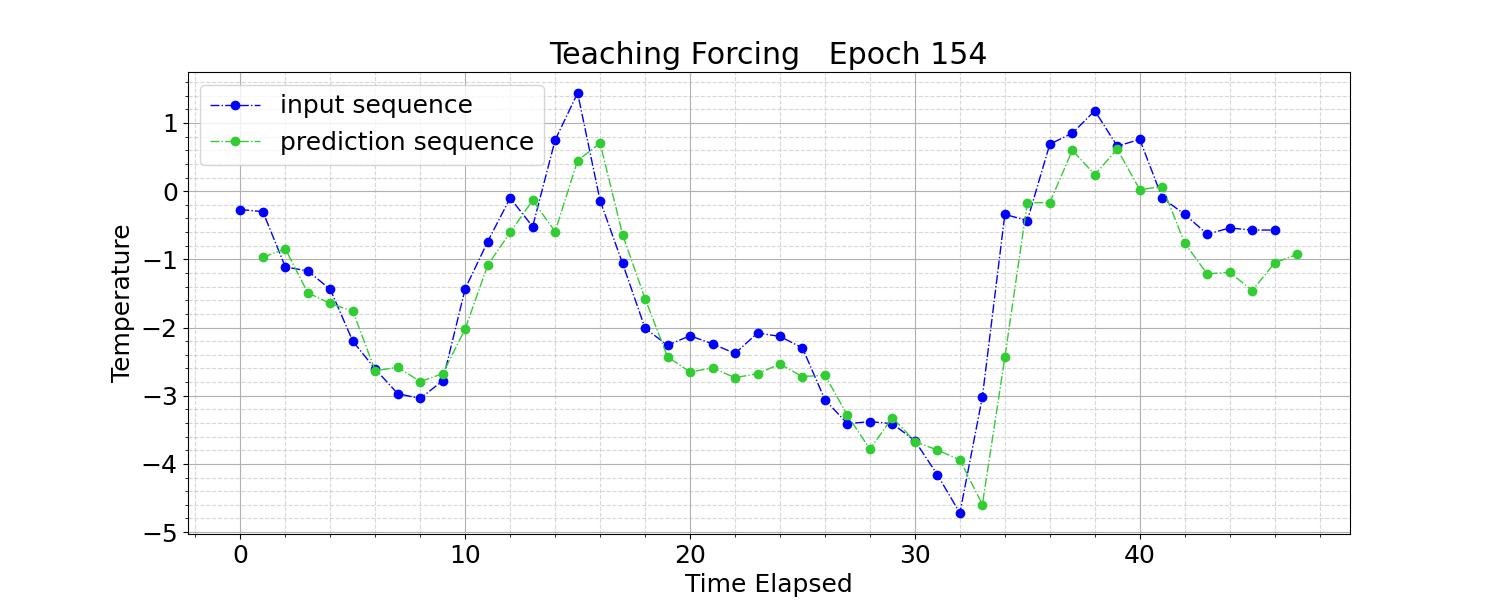 Teaching Forcing   Epoch 154
input sequence
prediction sequence
Temperature
1
0
−1
−2
−3
−4
−5
0 10 20 30 40
Time Elapsed